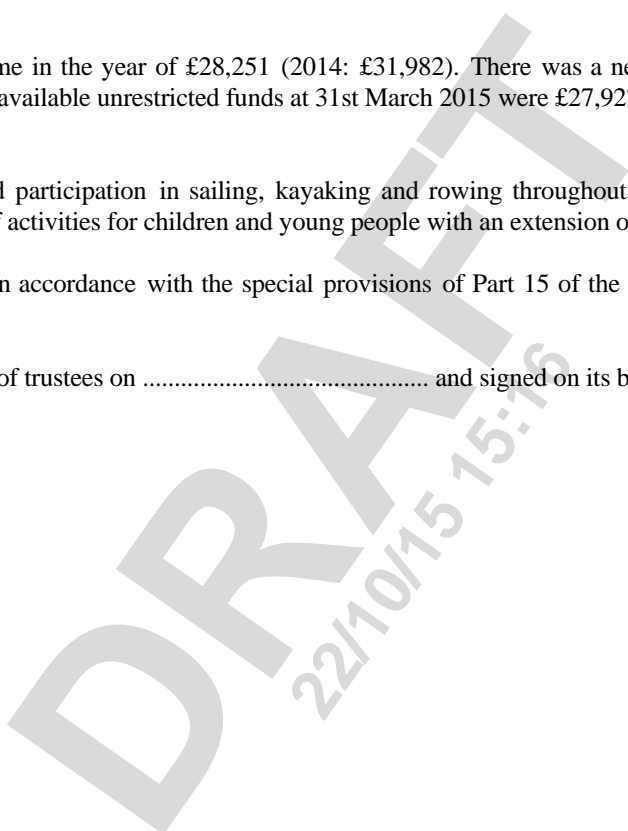 me in the year of £28,251 (2014: £31,982). There was a ne
available unrestricted funds at 31st March 2015 were £27,92
d participation in sailing, kayaking and rowing throughout
f activities for children and young people with an extension o
n accordance with the special provisions of Part 15 of the
of trustees on ............................................. and signed on its b
DRAFT
22/10/15 15:16